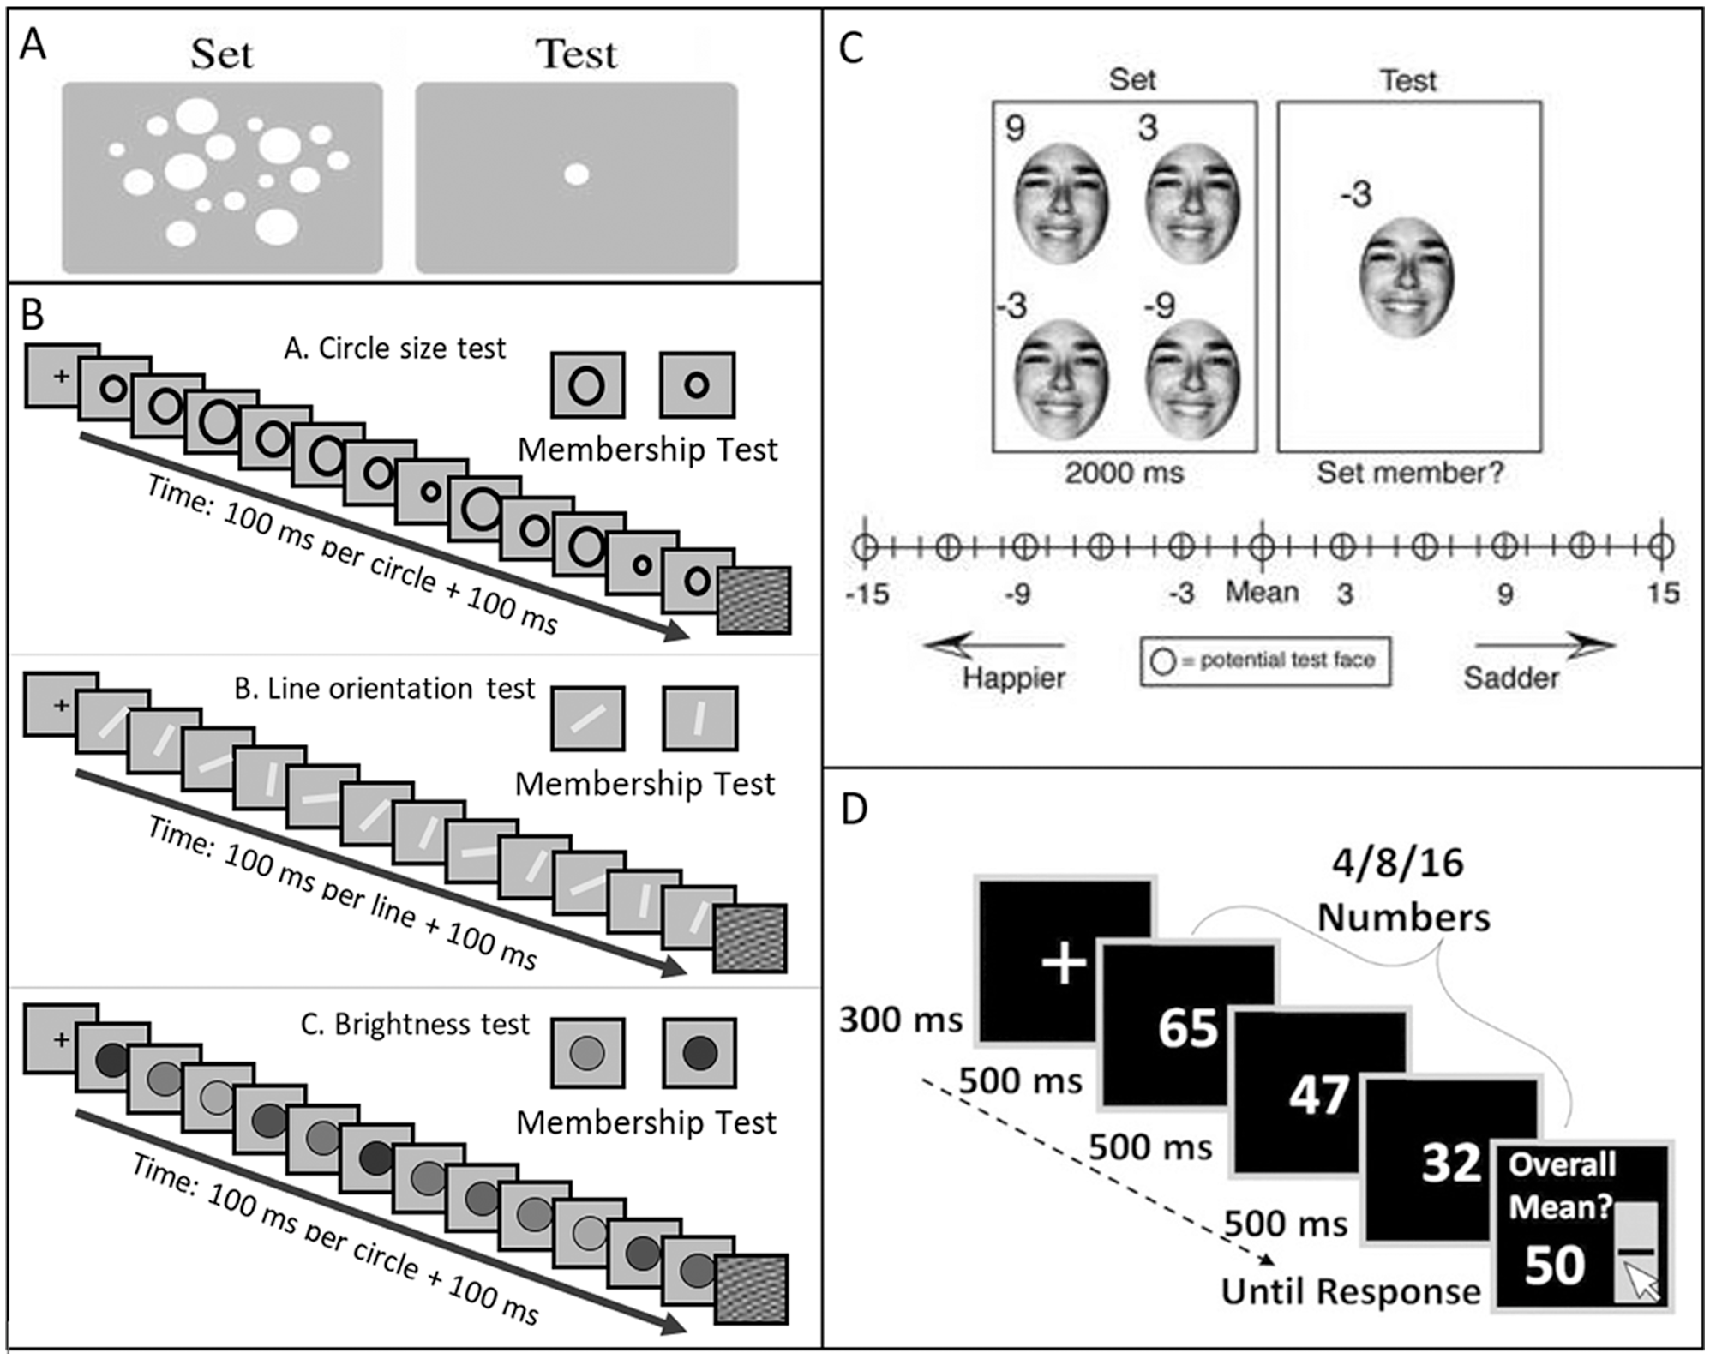 A
Set
Test
B
A. Circle size test
+
Membership Test
Time: 100 ms per circle + 100 ms
B. Line orientation test
+
Membership Test
Time: 100 ms per line + 100 ms
C. Brightness test
+
Membership Test
Time: 100 ms per circle + 100 ms
C
Set
Test
9
3
-3
-3
-9
2000 ms
Set member?
-15
-9
-3
Mean
3
9
15
Happier
= potential test face
Sadder
D
4/8/16
Numbers
+
300 ms
65
500 ms
47
500 ms
32
500 ms
Overall
Mean?
50
Until Response